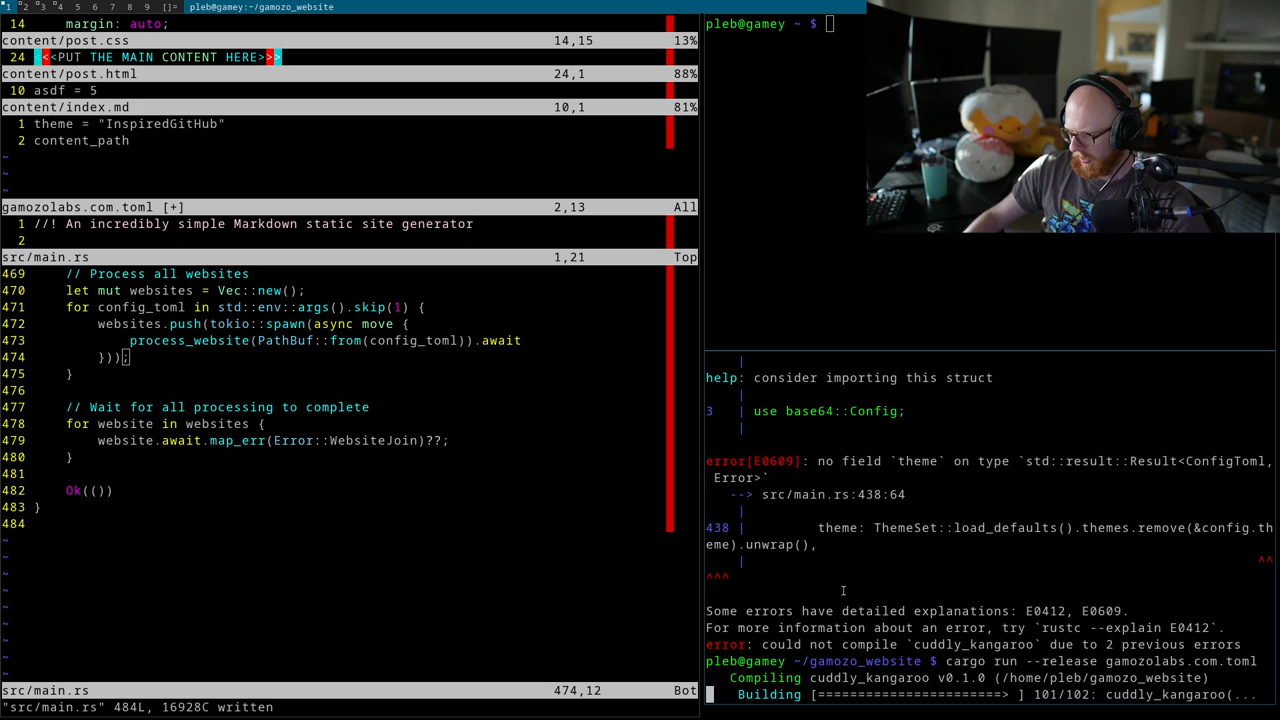 1 2 3 4 5 6 7 8 9 []= pleb@gamey:~/gamozo_website
14 margin: auto;
content/post.css 14,15 13%
24 <<<PUT THE MAIN CONTENT HERE>>>
content/post.html 24,1 88%
10 asdf = 5
content/index.md 10,1 81%
1 theme = "InspiredGitHub"
2 content_path
~
~
~
gamozolabs.com.toml [+] 2,13 All
1 //! An incredibly simple Markdown static site generator
2
src/main.rs 1,21 Top
469 // Process all websites
470 let mut websites = Vec::new();
471 for config_toml in std::env::args().skip(1) {
472 websites.push(tokio::spawn(async move {
473 process_website(PathBuf::from(config_toml)).await
474 }));
475 }
476
477 // Wait for all processing to complete
478 for website in websites {
479 website.await.map_err(Error::WebsiteJoin)??;
480 }
481
482 Ok(())
483 }
484
~
~
~
~
~
~
~
~
~
src/main.rs 474,12 Bot
"src/main.rs" 484L, 16928C written
pleb@gamey ~ $
|
help: consider importing this struct
|
3 | use base64::Config;
|
error[E0609]: no field `theme` on type `std::result::Result<ConfigToml,
Error>`
--> src/main.rs:438:64
|
438 | theme: ThemeSet::load_defaults().themes.remove(&config.th
eme).unwrap(),
| ^^
^^^
Some errors have detailed explanations: E0412, E0609.
For more information about an error, try `rustc --explain E0412`.
error: could not compile `cuddly_kangaroo` due to 2 previous errors
pleb@gamey ~/gamozo_website $ cargo run --release gamozolabs.com.toml
Compiling cuddly_kangaroo v0.1.0 (/home/pleb/gamozo_website)
Building [=======================> ] 101/102: cuddly_kangaroo(...